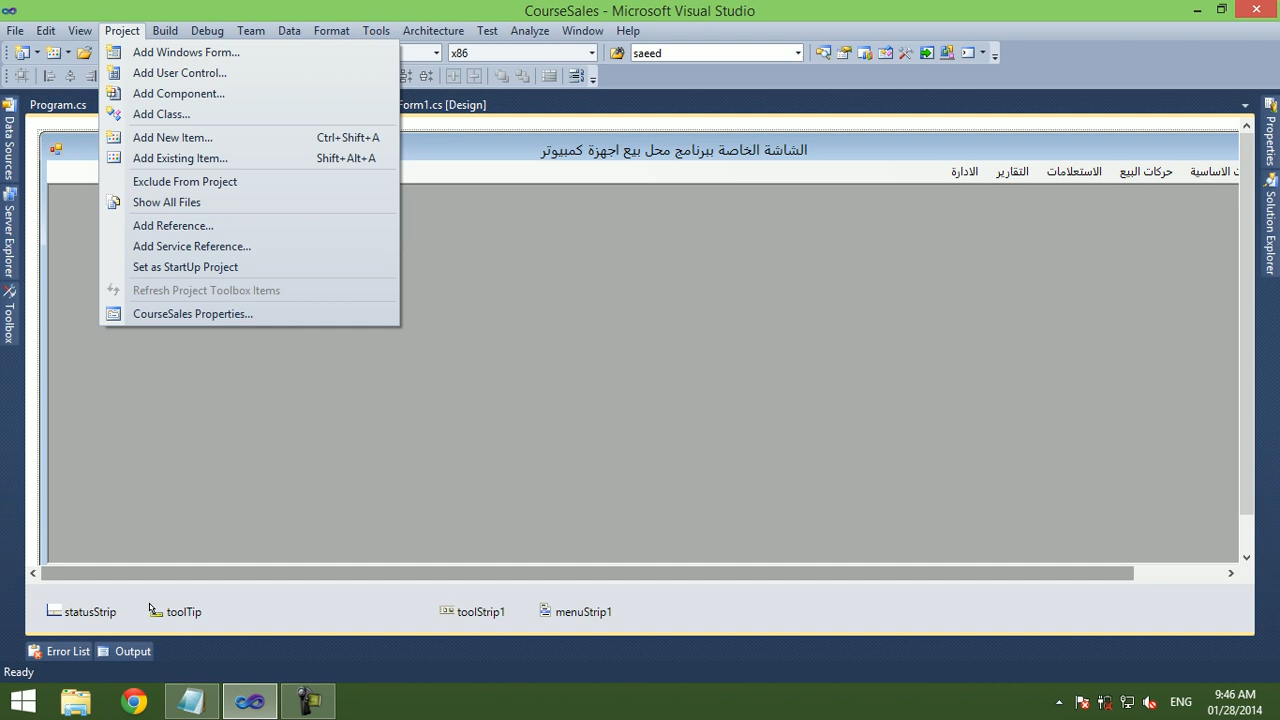 CourseSales - Microsoft Visual Studio
File Edit View Project Build Debug Team Data Format Tools Architecture Test Analyze Window Help
x86 saeed
Program.cs Form1.cs [Design]
Add Windows Form...
Add User Control...
Add Component...
Add Class...
Add New Item... Ctrl+Shift+A
Add Existing Item... Shift+Alt+A
Exclude From Project
Show All Files
Add Reference...
Add Service Reference...
Set as StartUp Project
Refresh Project Toolbox Items
CourseSales Properties...
الشاشة الخاصة ببرنامج محل بيع اجهزة كمبيوتر
ت الاساسية حركات البيع الاستعلامات التقارير الادارة
Data Sources
Server Explorer
Toolbox
Properties
Solution Explorer
statusStrip toolTip toolStrip1 menuStrip1
Error List Output
Ready
ENG
9:46 AM
01/28/2014